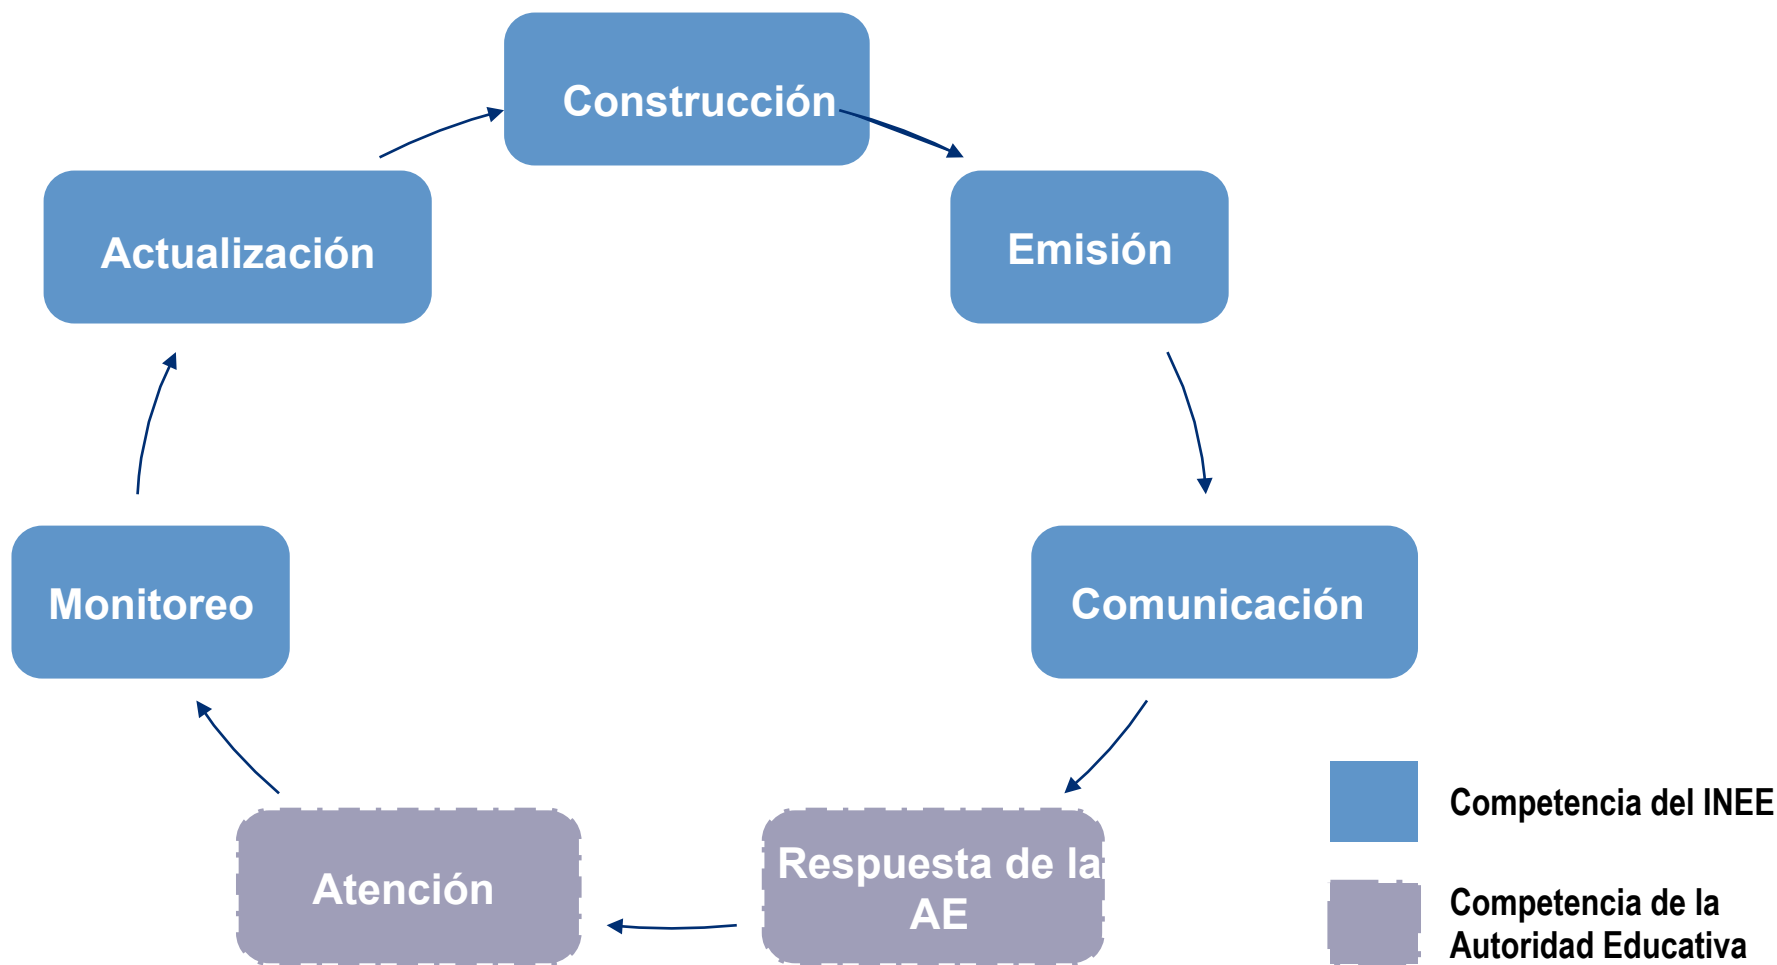 Construcción
Emisión
Comunicación
Respuesta de la
AE
Atención
Monitoreo
Actualización
Competencia del INEE
Competencia de la
Autoridad Educativa